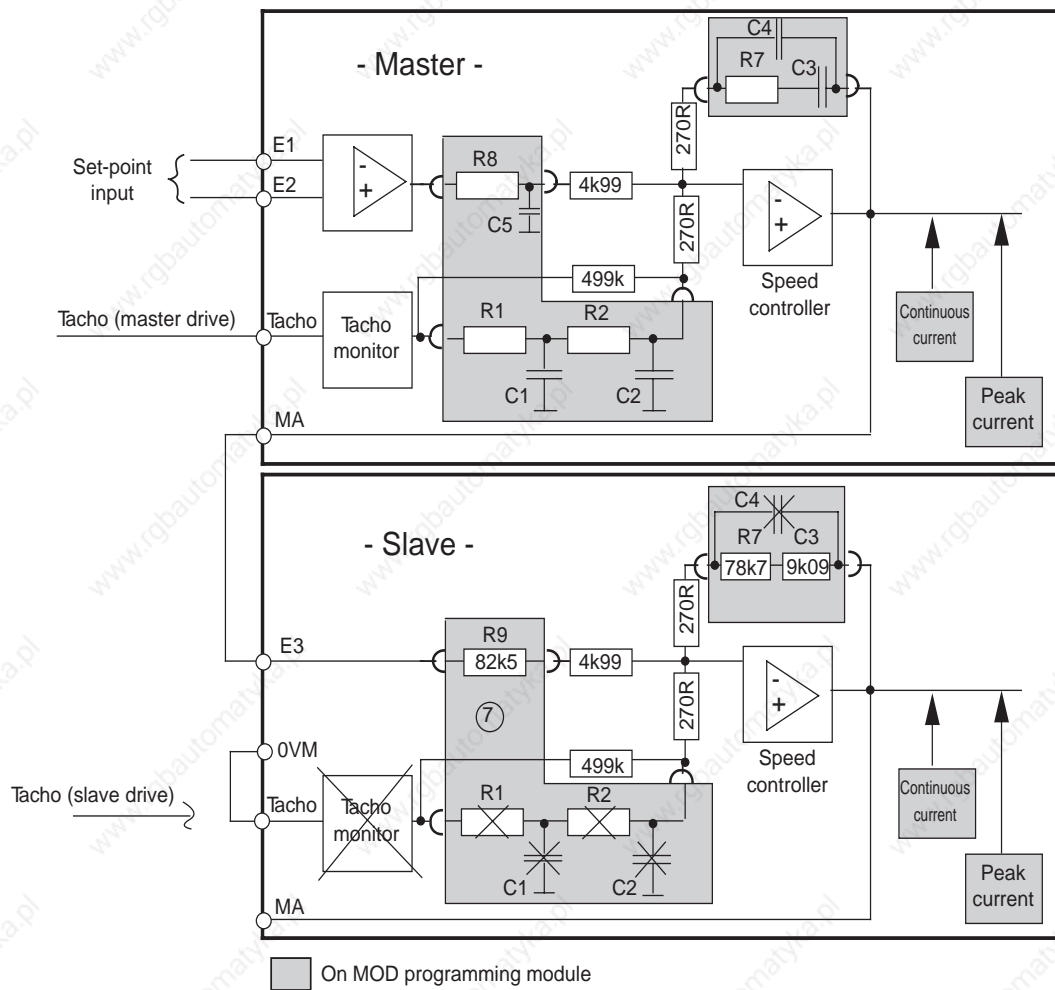 - Master -
C4
R7
C3
270R
E1
Set-point
input
E2
-
+
R8
C5
4k99
270R
-
+
Speed
controller
499k
Tacho (master drive)
Tacho
Tacho
monitor
R1
R2
C1
C2
Continuous
current
Peak
current
MA
- Slave -
C4
R7
C3
78k7
9k09
270R
E3
R9
82k5
4k99
7
270R
-
+
Speed
controller
0VM
499k
Tacho (slave drive)
Tacho
Tacho
monitor
R1
R2
C1
C2
Continuous
current
Peak
current
MA
On MOD programming module
www.rgbautomatyka.pl